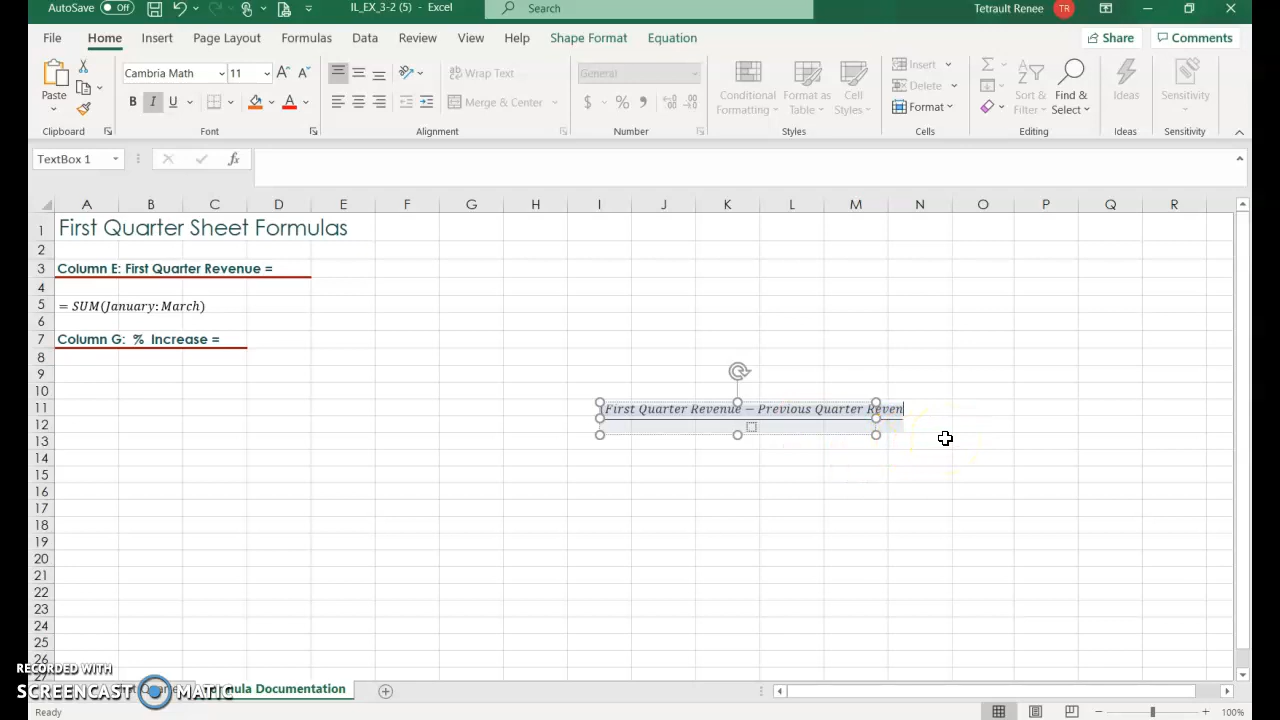 AutoSave Off IL_EX_3-2 (5) - Excel Search Tetrault Renee TR
File Home Insert Page Layout Formulas Data Review View Help Shape Format Equation Share Comments
Cambria Math 11 Wrap Text General Insert
Paste B I U Merge & Center $ % Conditional Formatting Format as Table Cell Styles Delete Format Sort & Filter Find & Select Ideas Sensitivity
Clipboard Font Alignment Number Styles Cells Editing Ideas Sensitivity
TextBox 1 fx
A B C D E F G H I J K L M N O P Q R
1 First Quarter Sheet Formulas
2
3 Column E: First Quarter Revenue =
4
5 = SUM(January:March)
6
7 Column G: % Increase =
8
9
10
11 (First Quarter Revenue − Previous Quarter Reven
12
13
14
15
16
17
18
19
20
21
22
23
24
25
26
RECORDED WITH
SCREENCAST MATIC
ula Documentation
Ready 100%